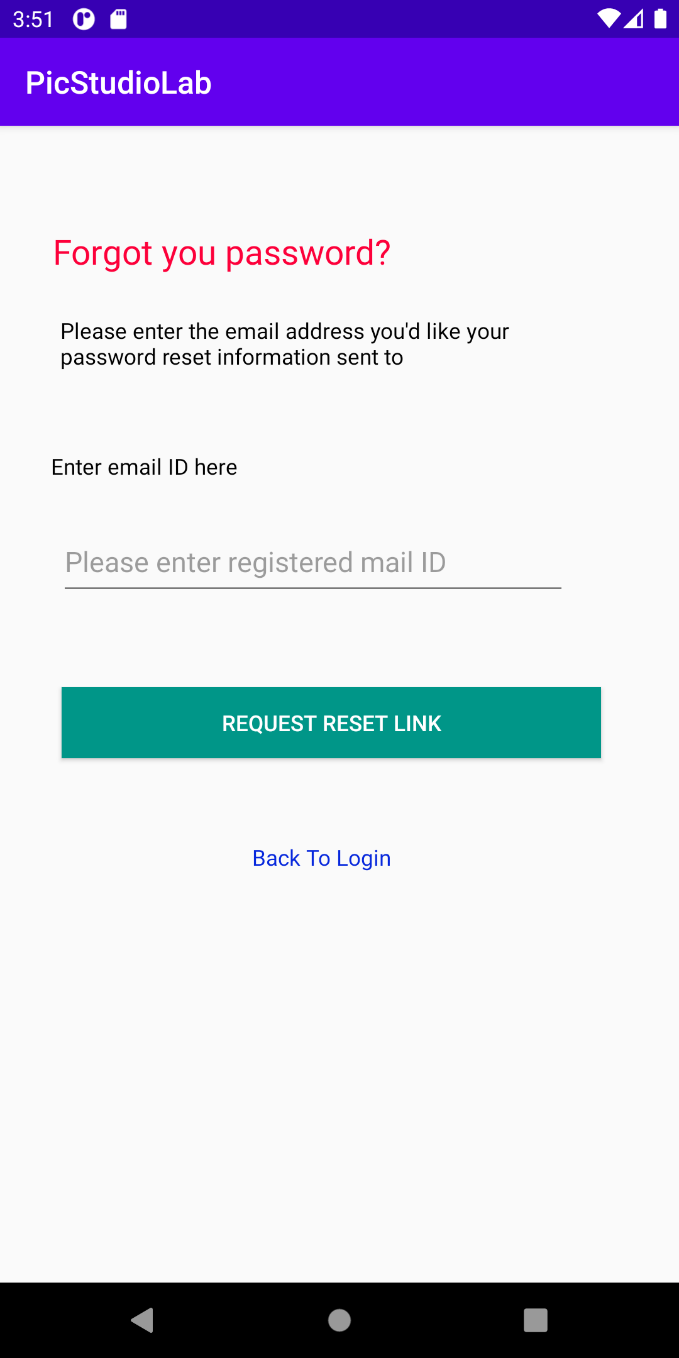 3:51
PicStudioLab
Forgot you password?
Please enter the email address you'd like your
password reset information sent to
Enter email ID here
Please enter registered mail ID
REQUEST RESET LINK
Back To Login